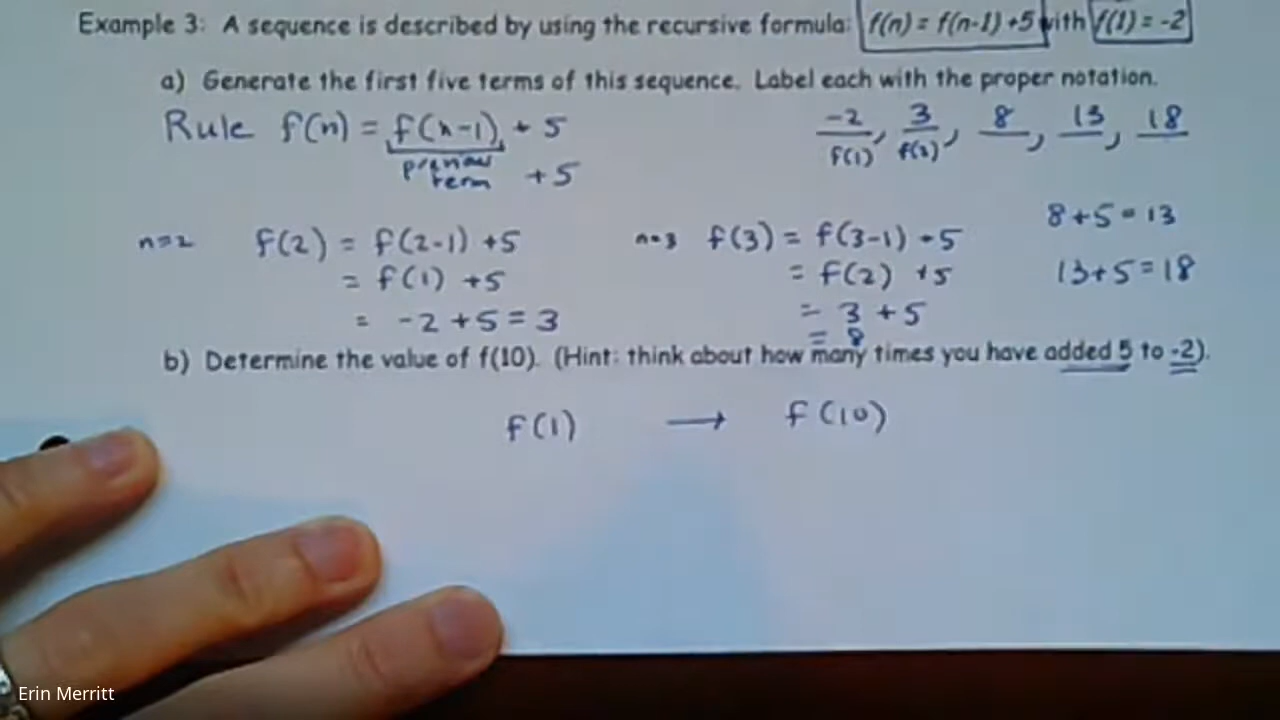 Example 3: A sequence is described by using the recursive formula: f(n) = f(n-1) +5 with f(1) = -2
a) Generate the first five terms of this sequence. Label each with the proper notation.
Rule f(n) = f(n-1) + 5
term +5
-2, 3, 8, 13, 18
f(1) f(2)
n=2 f(2) = f(2-1) +5
= f(1) +5
= -2 +5 = 3
n=3 f(3) = f(3-1) +5
= f(2) +5
= 3 +5
= 8
8+5=13
13+5=18
b) Determine the value of f(10). (Hint: think about how many times you have added 5 to -2).
f(1) → f(10)
Erin Merritt